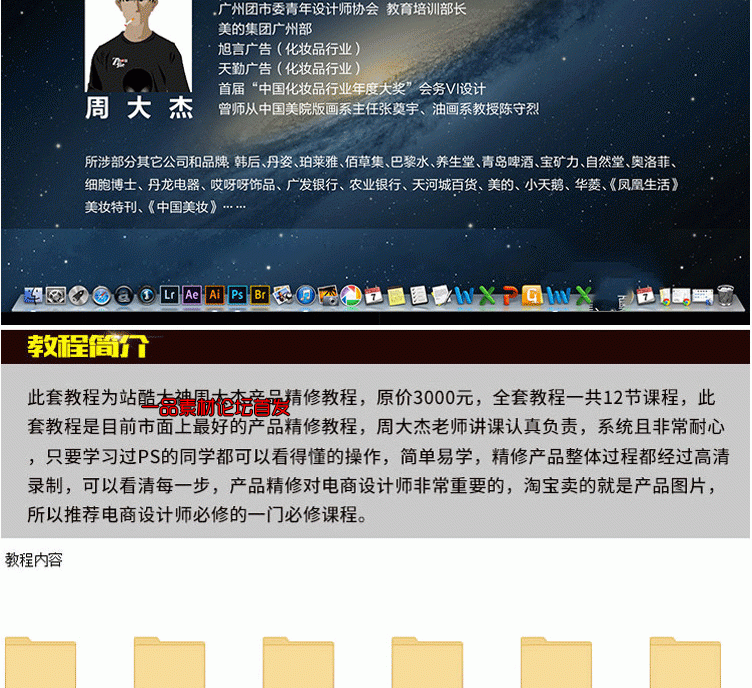 广州团市委青年设计师协会 教育培训部长
美的集团广州部
旭言广告（化妆品行业）
天勤广告（化妆品行业）
首届“中国化妆品行业年度大奖”会务VI设计
周大杰
曾师从中国美院版画系主任张奠宇、油画系教授陈守烈
所涉部分其它公司和品牌：韩后、丹姿、珀莱雅、佰草集、巴黎水、养生堂、青岛啤酒、宝矿力、自然堂、奥洛菲、
细胞博士、丹龙电器、哎呀呀饰品、广发银行、农业银行、天河城百货、美的、小天鹅、华菱、《凤凰生活》
美妆特刊、《中国美妆》……
Lr Ae Ai Ps Br
教程简介
此套教程为站酷大神周大杰产品精修教程，原价3000元，全套教程一共12节课程，此
一品素材论坛首发
套教程是目前市面上最好的产品精修教程，周大杰老师讲课认真负责，系统且非常耐心
，只要学习过PS的同学都可以看得懂的操作，简单易学，精修产品整体过程都经过高清
录制，可以看清每一步，产品精修对电商设计师非常重要的，淘宝卖的就是产品图片，
所以推荐电商设计师必修的一门必修课程。
教程内容